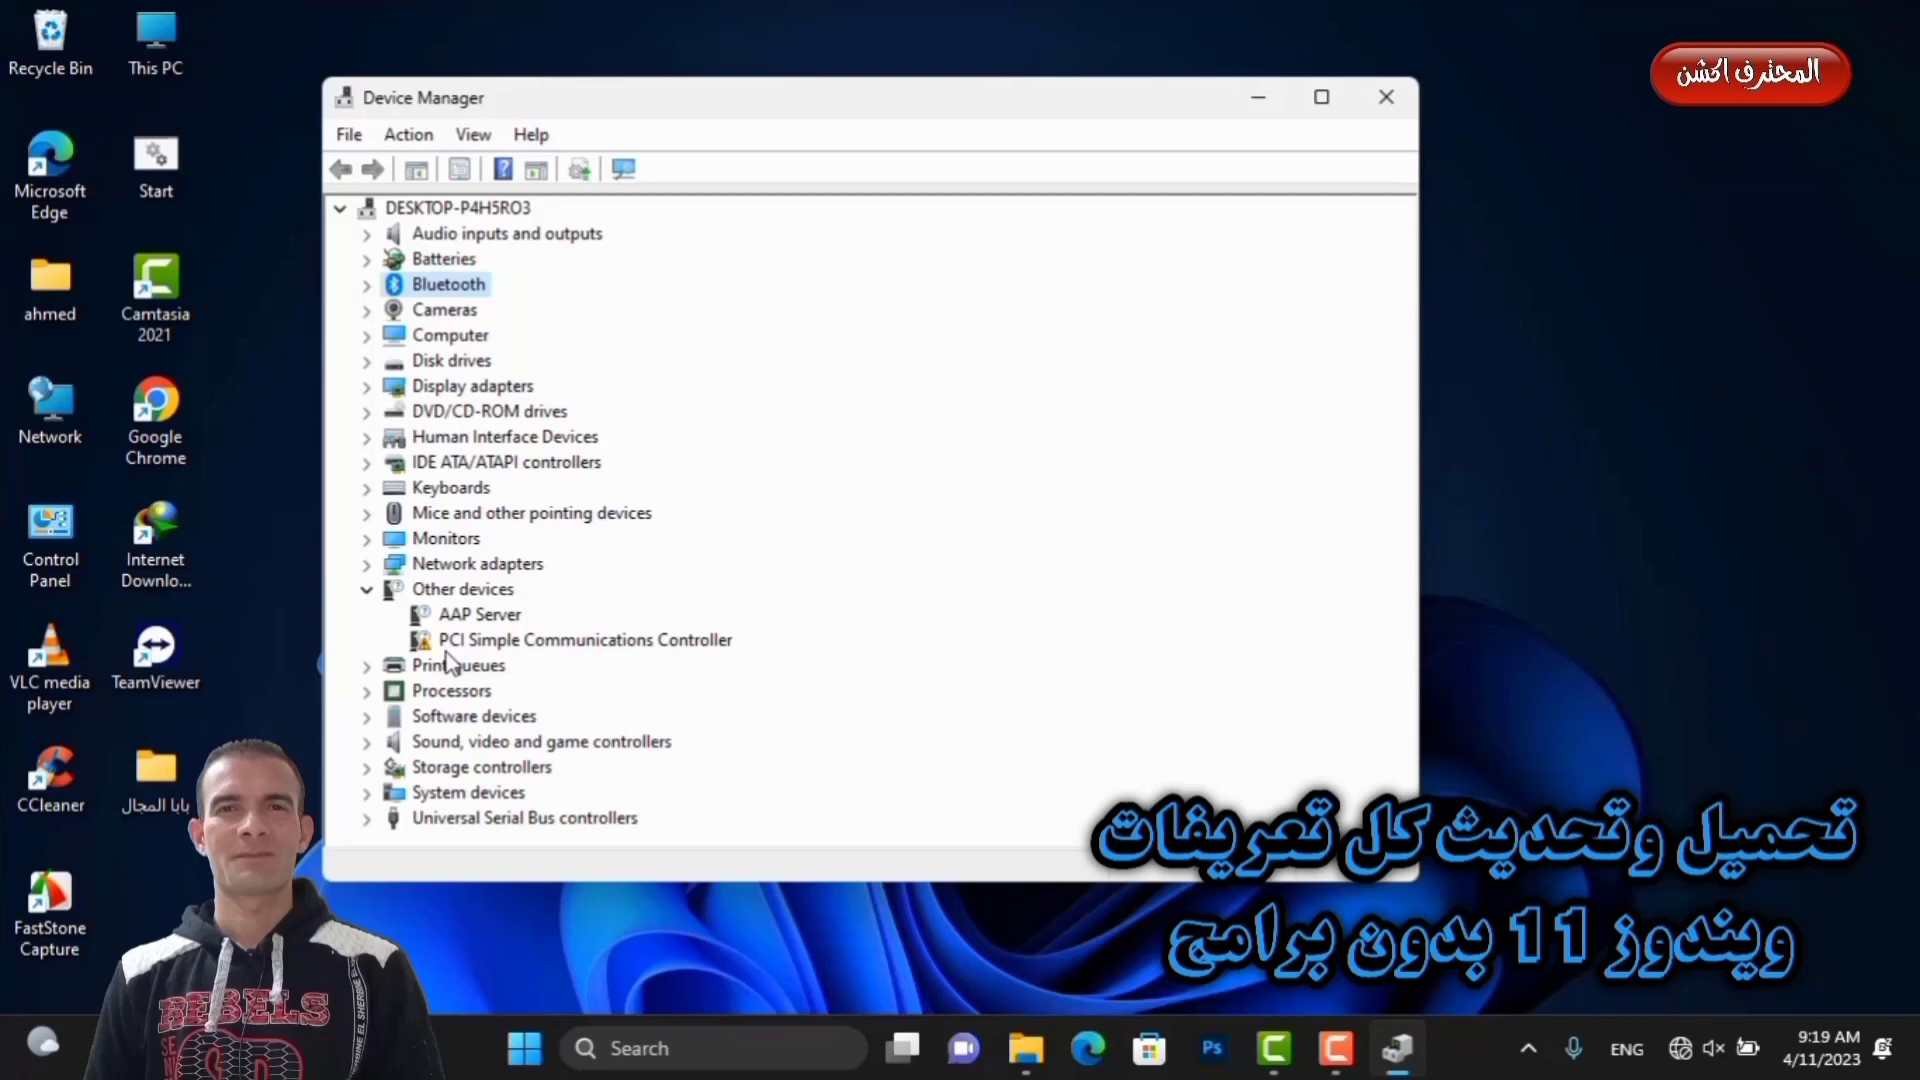 Recycle Bin
This PC
Microsoft
Edge
Start
ahmed
Camtasia
2021
Network
Google
Chrome
Control
Panel
Internet
Downlo...
VLC media
player
TeamViewer
CCleaner
بابا المجال
FastStone
Capture
المحترف اكشن
Device Manager
File Action View Help
DESKTOP-P4H5RO3
Audio inputs and outputs
Batteries
Bluetooth
Cameras
Computer
Disk drives
Display adapters
DVD/CD-ROM drives
Human Interface Devices
IDE ATA/ATAPI controllers
Keyboards
Mice and other pointing devices
Monitors
Network adapters
Other devices
AAP Server
PCI Simple Communications Controller
Print queues
Processors
Software devices
Sound, video and game controllers
Storage controllers
System devices
Universal Serial Bus controllers
تحميل وتحديث كل تعريفات
ويندوز 11 بدون برامج
REBELS
Search
Ps
ENG
9:19 AM
4/11/2023